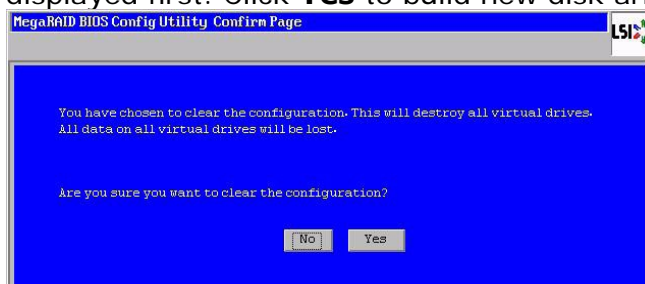 displayed first. Click YES to build new disk
MegaRAID BIOS Config Utility Confirm Page
LSI
You have chosen to clear the configuration. This will destroy all virtual drives.
All data on all virtual drives will be lost.
Are you sure you want to clear the configuration?
No Yes